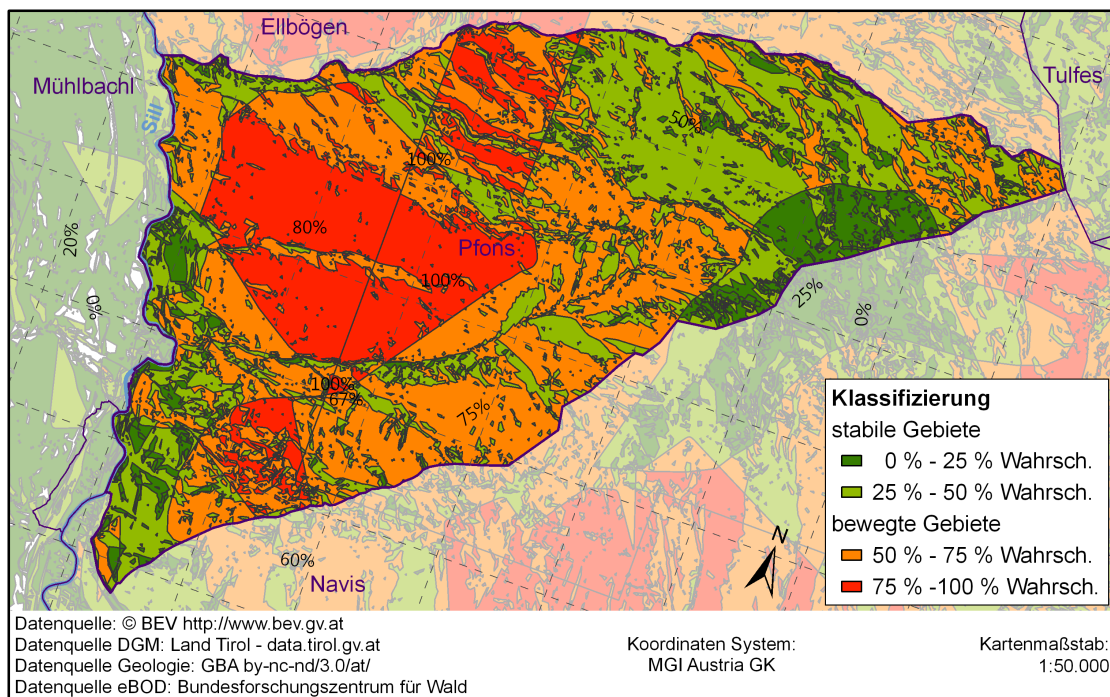 Ellbögen
Mühlbachl
Tulfes
Sill
50%
100%
80%
Pfons
20%
100%
0%
25%
0%
100%
67%
75%
60%
Navis
N
Klassifizierung
stabile Gebiete
0 % - 25 % Wahrsch.
25 % - 50 % Wahrsch.
bewegte Gebiete
50 % - 75 % Wahrsch.
75 % -100 % Wahrsch.
Datenquelle: © BEV http://www.bev.gv.at
Datenquelle DGM: Land Tirol - data.tirol.gv.at
Datenquelle Geologie: GBA by-nc-nd/3.0/at/
Datenquelle eBOD: Bundesforschungszentrum für Wald
Koordinaten System:
MGI Austria GK
Kartenmaßstab:
1:50.000